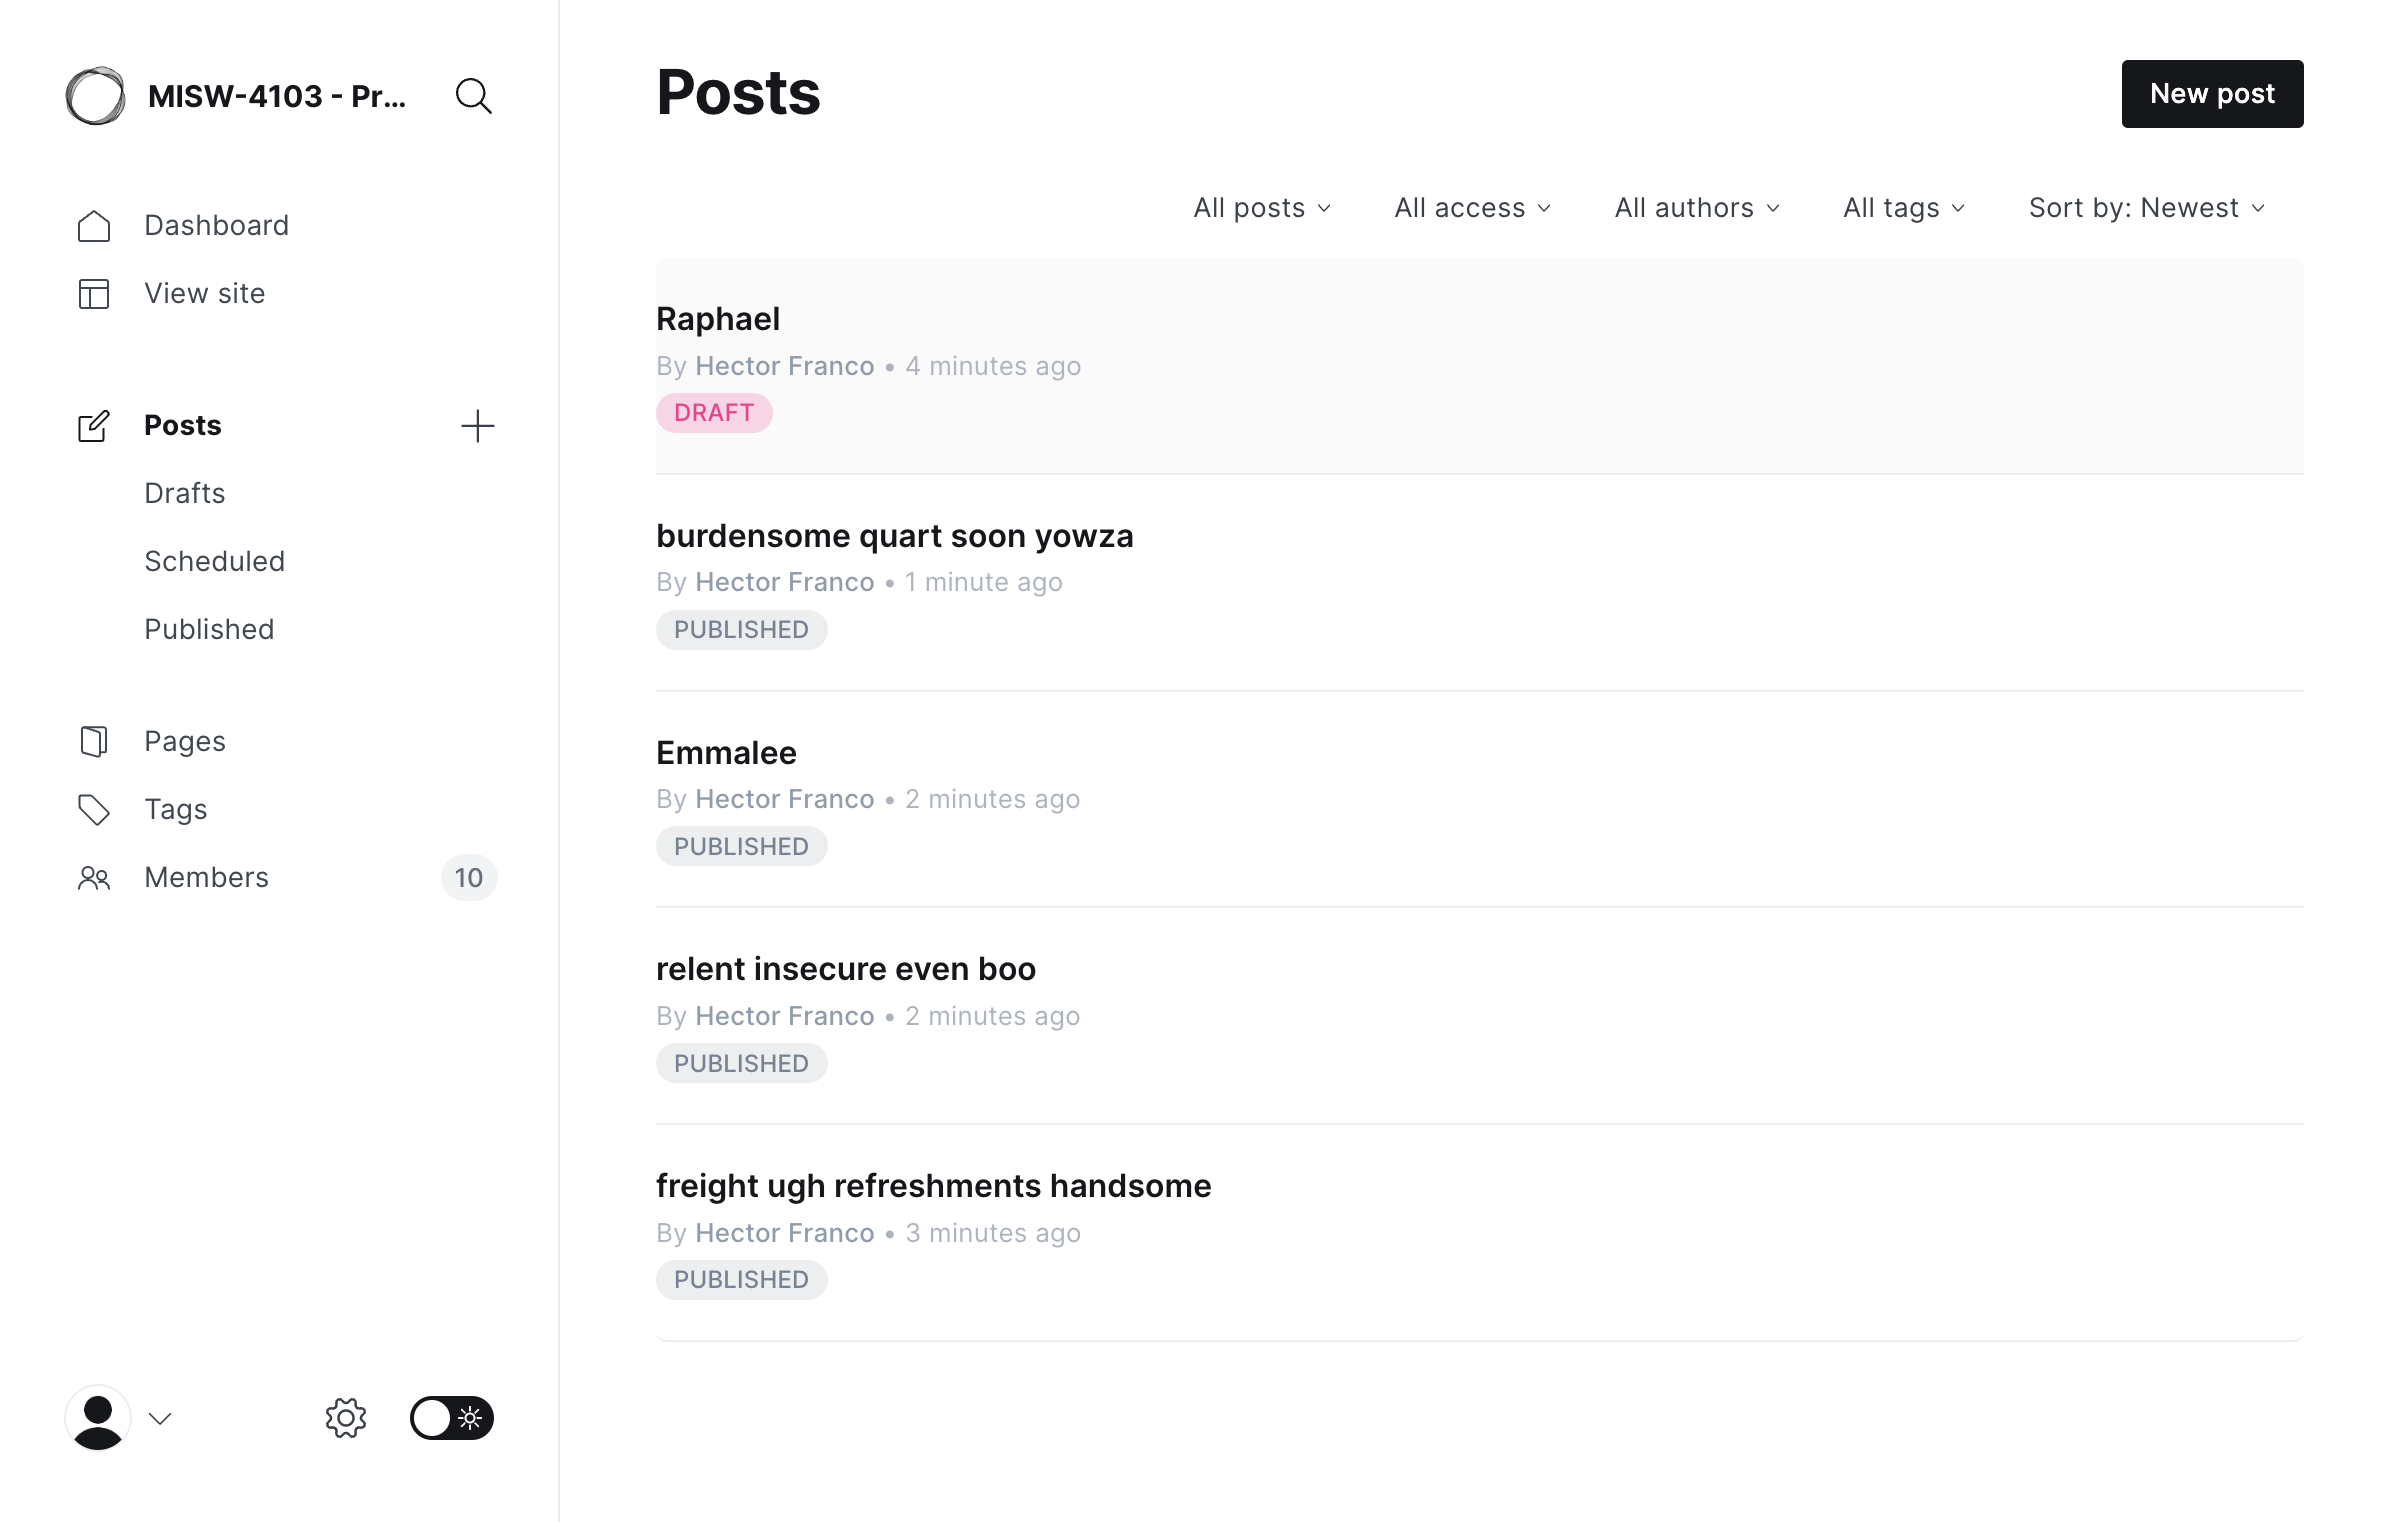 MISW-4103 - Pr...
Dashboard
View site
Posts
Drafts
Scheduled
Published
Pages
Tags
Members 10
Posts
New post
All posts All access All authors All tags Sort by: Newest
Raphael
By Hector Franco • 4 minutes ago
DRAFT
burdensome quart soon yowza
By Hector Franco • 1 minute ago
PUBLISHED
Emmalee
By Hector Franco • 2 minutes ago
PUBLISHED
relent insecure even boo
By Hector Franco • 2 minutes ago
PUBLISHED
freight ugh refreshments handsome
By Hector Franco • 3 minutes ago
PUBLISHED